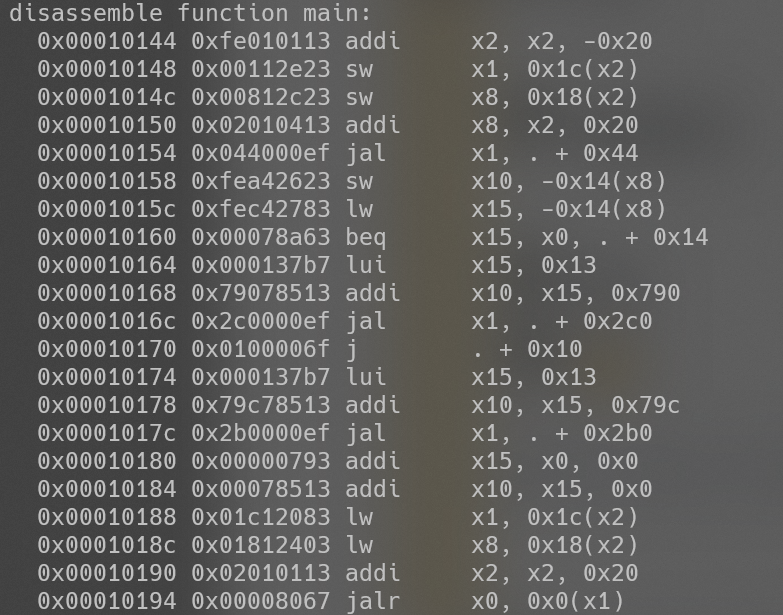 disassemble function main:
0x00010144 0xfe010113 addi x2, x2, -0x20
0x00010148 0x00112e23 sw x1, 0x1c(x2)
0x0001014c 0x00812c23 sw x8, 0x18(x2)
0x00010150 0x02010413 addi x8, x2, 0x20
0x00010154 0x044000ef jal x1, . + 0x44
0x00010158 0xfea42623 sw x10, -0x14(x8)
0x0001015c 0xfec42783 lw x15, -0x14(x8)
0x00010160 0x00078a63 beq x15, x0, . + 0x14
0x00010164 0x000137b7 lui x15, 0x13
0x00010168 0x79078513 addi x10, x15, 0x790
0x0001016c 0x2c0000ef jal x1, . + 0x2c0
0x00010170 0x0100006f j . + 0x10
0x00010174 0x000137b7 lui x15, 0x13
0x00010178 0x79c78513 addi x10, x15, 0x79c
0x0001017c 0x2b0000ef jal x1, . + 0x2b0
0x00010180 0x00000793 addi x15, x0, 0x0
0x00010184 0x00078513 addi x10, x15, 0x0
0x00010188 0x01c12083 lw x1, 0x1c(x2)
0x0001018c 0x01812403 lw x8, 0x18(x2)
0x00010190 0x02010113 addi x2, x2, 0x20
0x00010194 0x00008067 jalr x0, 0x0(x1)